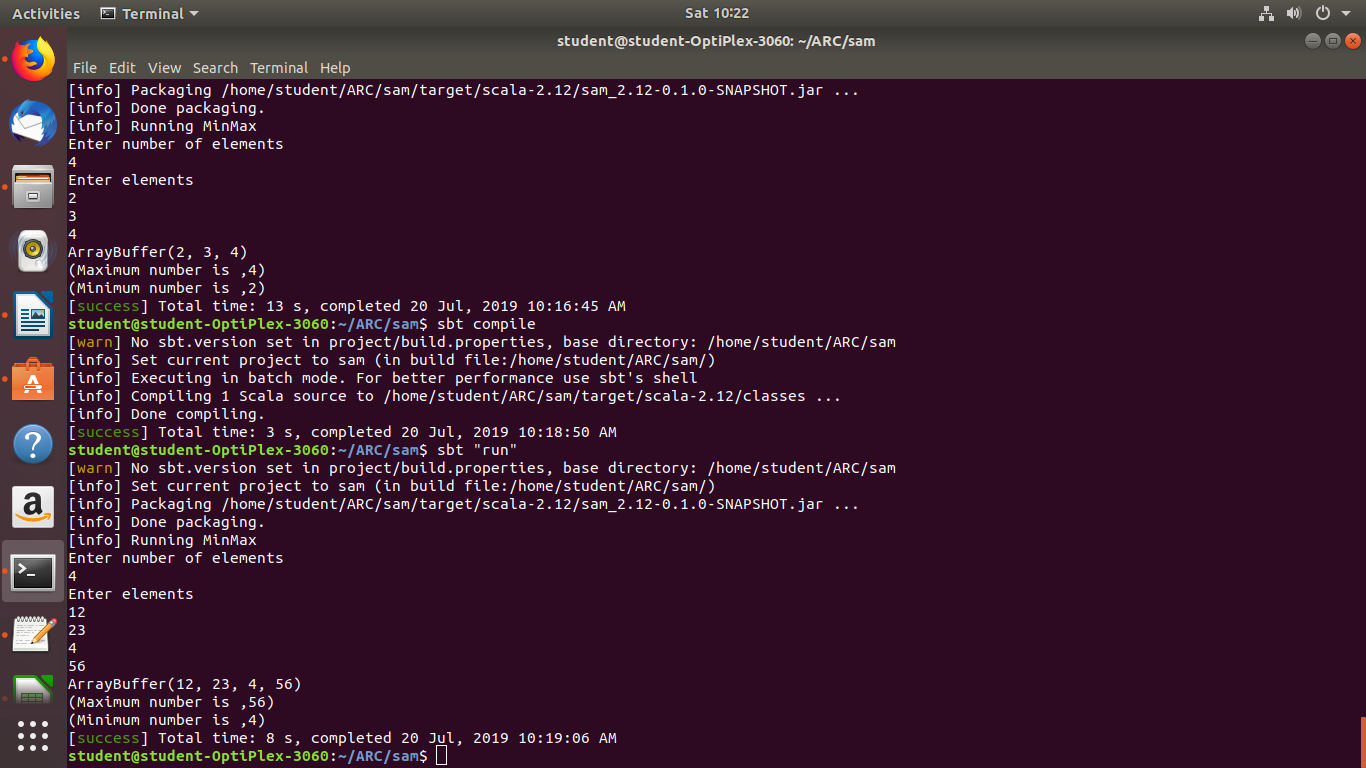 Activities Terminal Sat 10:22
student@student-OptiPlex-3060: ~/ARC/sam
File Edit View Search Terminal Help
[info] Packaging /home/student/ARC/sam/target/scala-2.12/sam_2.12-0.1.0-SNAPSHOT.jar ...
[info] Done packaging.
[info] Running MinMax
Enter number of elements
4
Enter elements
2
3
4
ArrayBuffer(2, 3, 4)
(Maximum number is ,4)
(Minimum number is ,2)
[success] Total time: 13 s, completed 20 Jul, 2019 10:16:45 AM
student@student-OptiPlex-3060:~/ARC/sam$ sbt compile
[warn] No sbt.version set in project/build.properties, base directory: /home/student/ARC/sam
[info] Set current project to sam (in build file:/home/student/ARC/sam/)
[info] Executing in batch mode. For better performance use sbt's shell
[info] Compiling 1 Scala source to /home/student/ARC/sam/target/scala-2.12/classes ...
[info] Done compiling.
[success] Total time: 3 s, completed 20 Jul, 2019 10:18:50 AM
student@student-OptiPlex-3060:~/ARC/sam$ sbt "run"
[warn] No sbt.version set in project/build.properties, base directory: /home/student/ARC/sam
[info] Set current project to sam (in build file:/home/student/ARC/sam/)
[info] Packaging /home/student/ARC/sam/target/scala-2.12/sam_2.12-0.1.0-SNAPSHOT.jar ...
[info] Done packaging.
[info] Running MinMax
Enter number of elements
4
Enter elements
12
23
4
56
ArrayBuffer(12, 23, 4, 56)
(Maximum number is ,56)
(Minimum number is ,4)
[success] Total time: 8 s, completed 20 Jul, 2019 10:19:06 AM
student@student-OptiPlex-3060:~/ARC/sam$